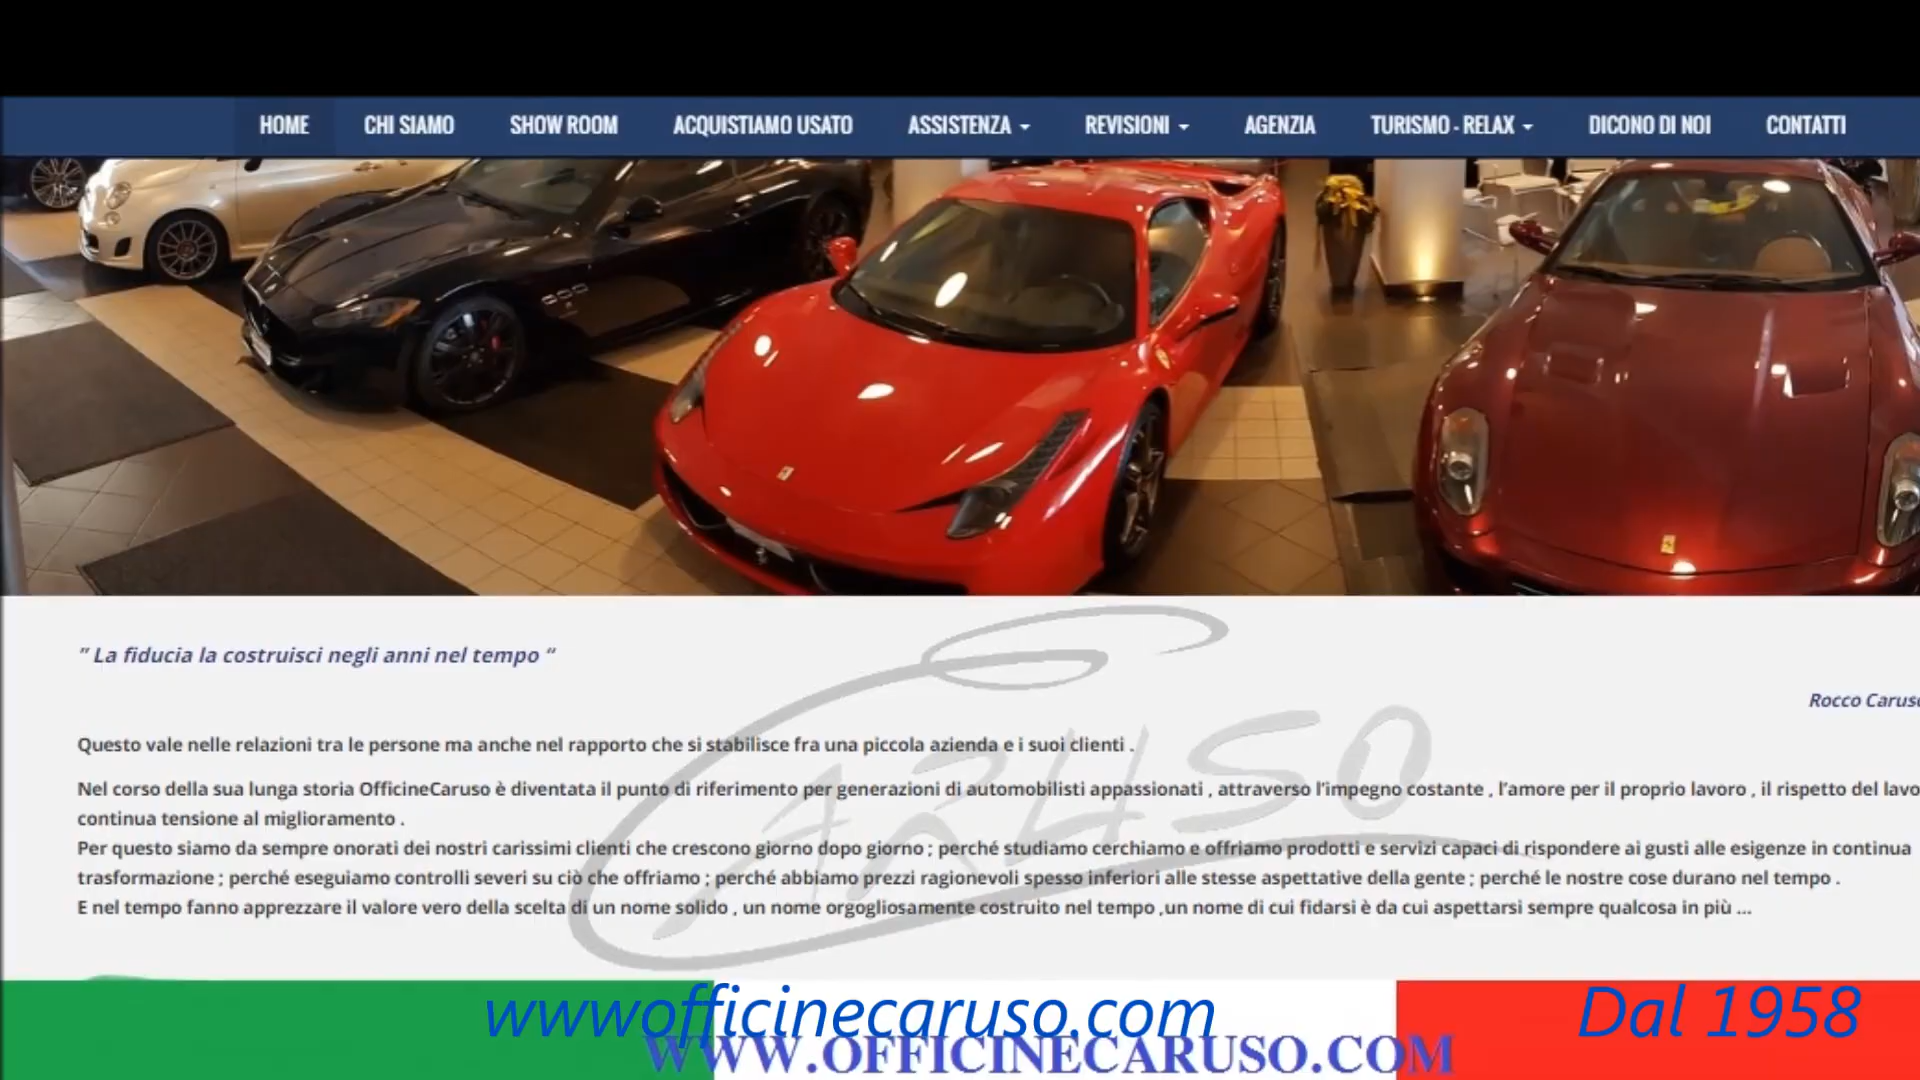 HOME CHI SIAMO SHOW ROOM ACQUISTIAMO USATO ASSISTENZA REVISIONI AGENZIA TURISMO - RELAX DICONO DI NOI CONTATTI
” La fiducia la costruisci negli anni nel tempo “
Rocco Caruso
Questo vale nelle relazioni tra le persone ma anche nel rapporto che si stabilisce fra una piccola azienda e i suoi clienti .
Nel corso della sua lunga storia OfficineCaruso è diventata il punto di riferimento per generazioni di automobilisti appassionati , attraverso l’impegno costante , l’amore per il proprio lavoro , il rispetto del lavo
continua tensione al miglioramento .
Per questo siamo da sempre onorati dei nostri carissimi clienti che crescono giorno dopo giorno ; perché studiamo cerchiamo e offriamo prodotti e servizi capaci di rispondere ai gusti alle esigenze in continua
trasformazione ; perché eseguiamo controlli severi su ciò che offriamo ; perché abbiamo prezzi ragionevoli spesso inferiori alle stesse aspettative della gente ; perché le nostre cose durano nel tempo .
E nel tempo fanno apprezzare il valore vero della scelta di un nome solido , un nome orgogliosamente costruito nel tempo ,un nome di cui fidarsi è da cui aspettarsi sempre qualcosa in più ...
CARUSO
www.officinecaruso.com Dal 1958
WWW.OFFICINECARUSO.COM